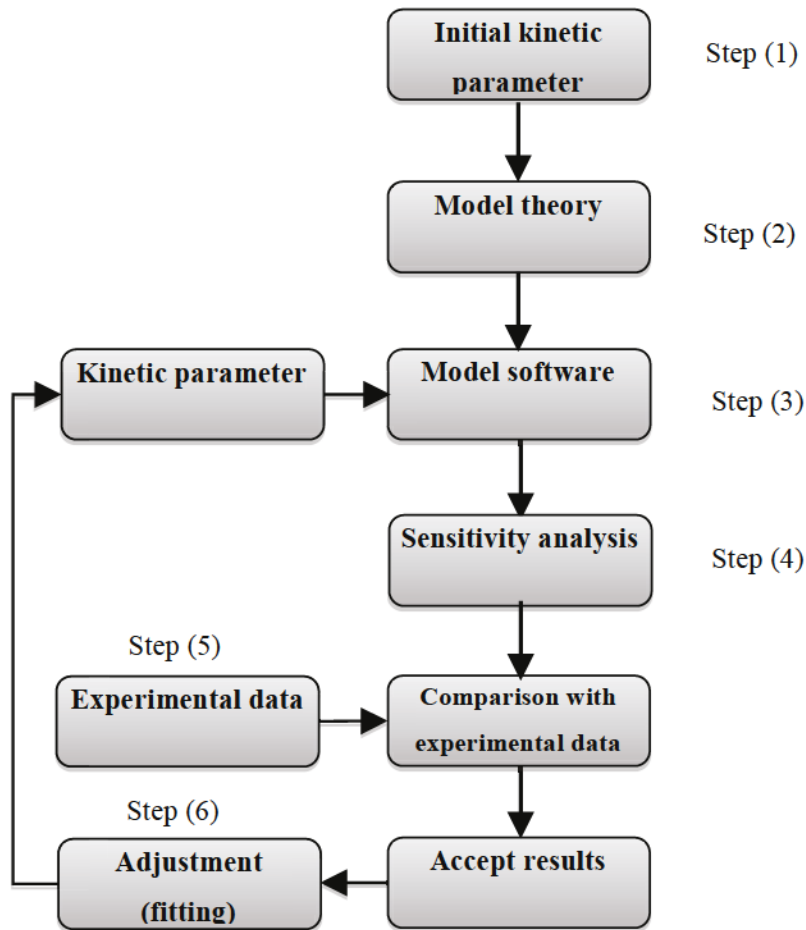 Initial kinetic
parameter
Step (1)
Model theory
Step (2)
Kinetic parameter
Model software
Step (3)
Sensitivity analysis
Step (4)
Step (5)
Experimental data
Comparison with
experimental data
Step (6)
Adjustment
(fitting)
Accept results